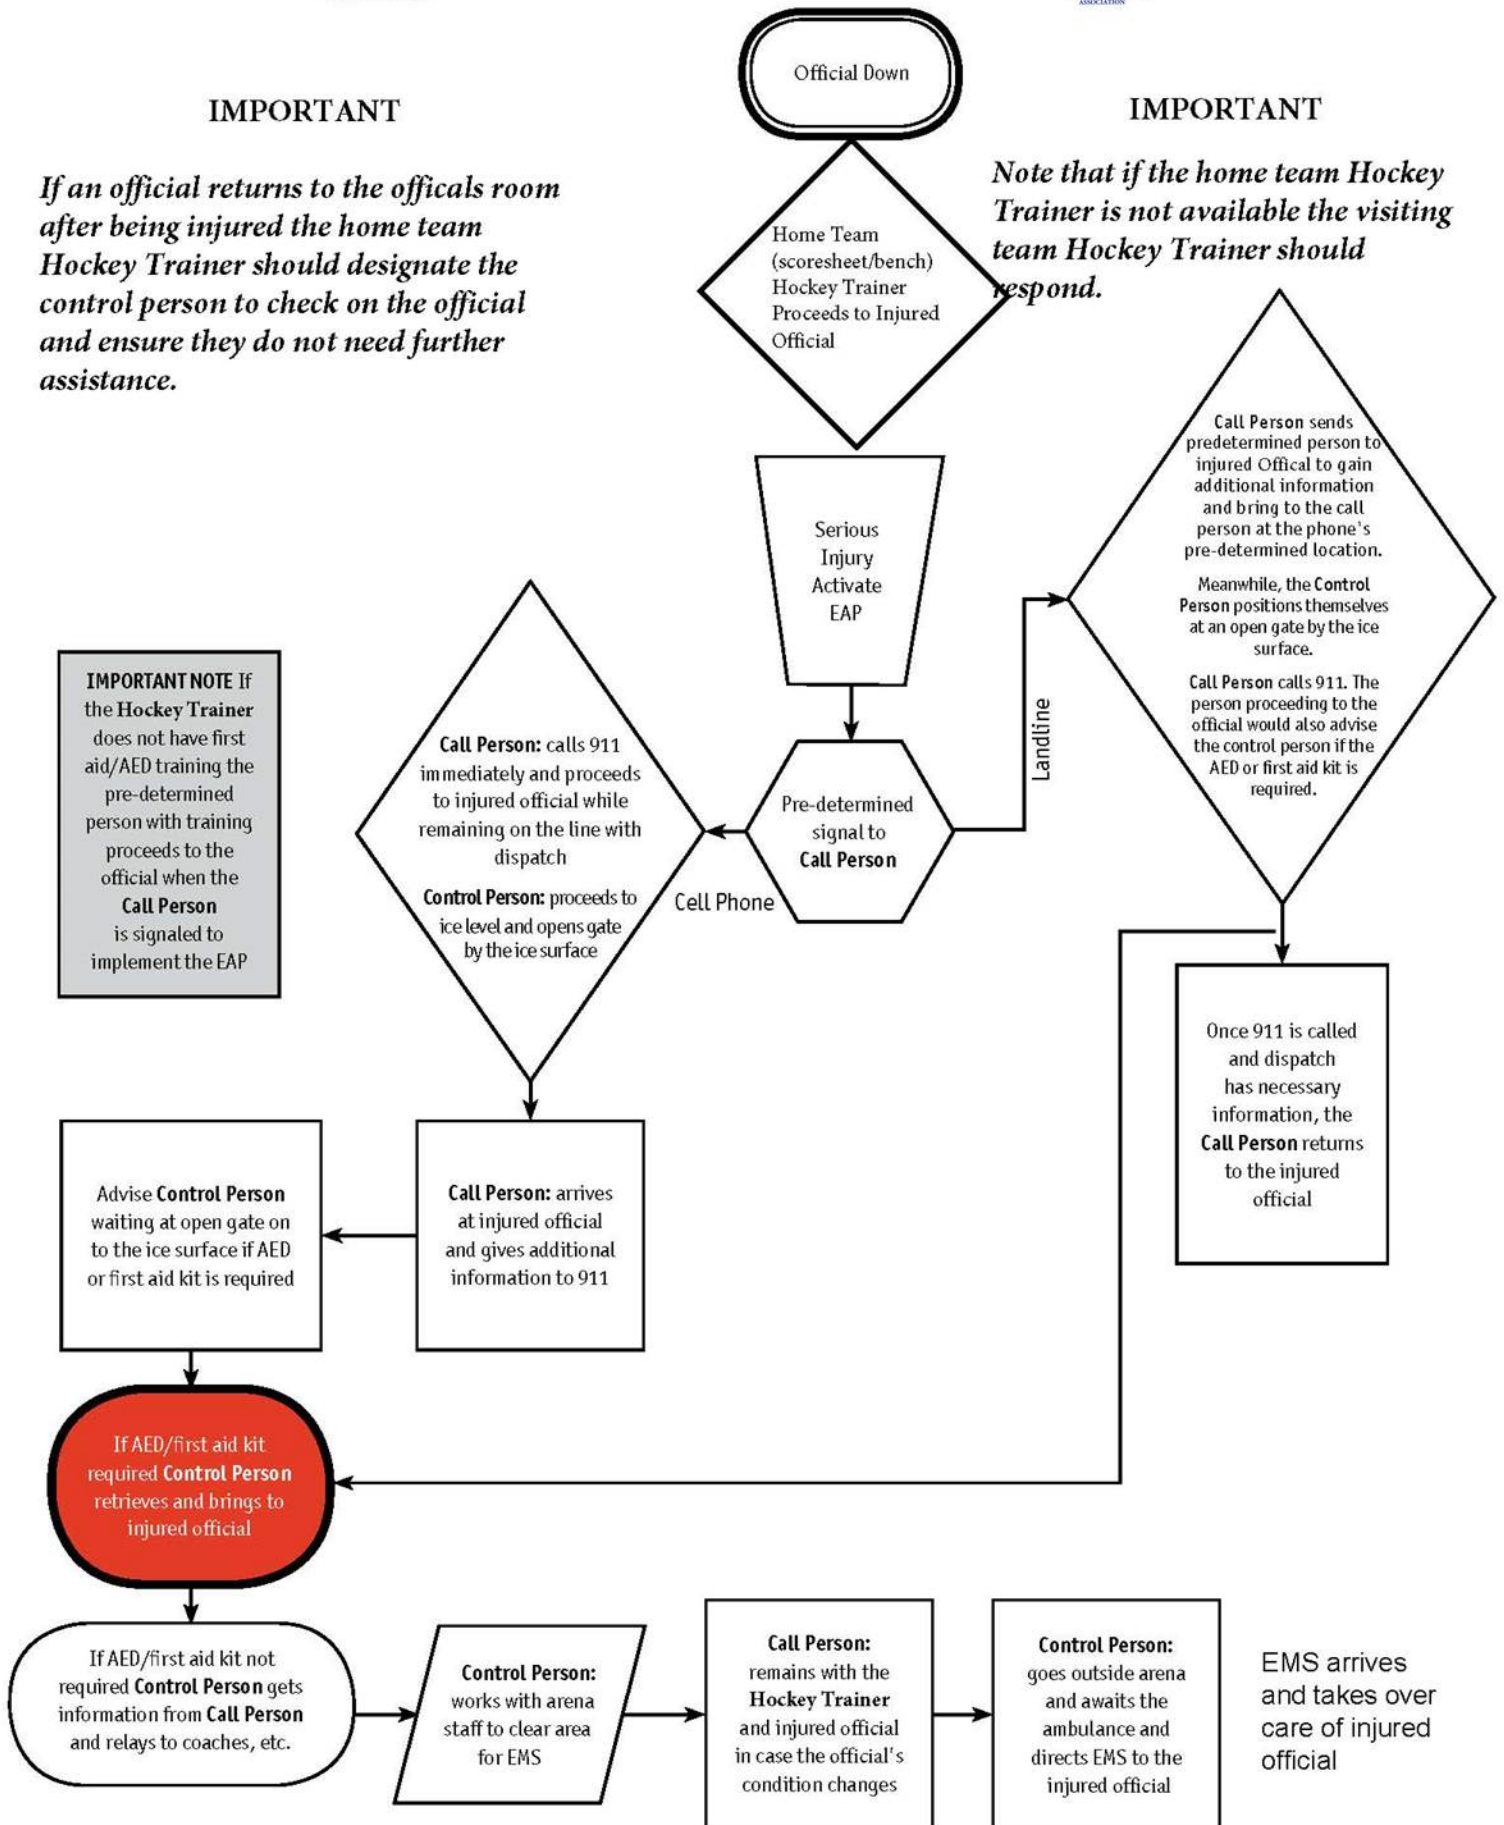 ASSOCIATION
Official Down
IMPORTANT
If an official returns to the officals room
after being injured the home team
Hockey Trainer should designate the
control person to check on the official
and ensure they do not need further
assistance.
IMPORTANT
Note that if the home team Hockey
Trainer is not available the visiting
team Hockey Trainer should
respond.
Home Team
(scoresheet/bench)
Hockey Trainer
Proceeds to Injured
Official
Serious
Injury
Activate
EAP
Pre-determined
signal to
Call Person
Landline
Cell Phone
Call Person sends
predetermined person to
injured Offical to gain
additional information
and bring to the call
person at the phone's
pre-determined location.
Meanwhile, the Control
Person positions themselves
at an open gate by the ice
surface.
Call Person calls 911. The
person proceeding to the
official would also advise
the control person if the
AED or first aid kit is
required.
IMPORTANT NOTE If
the Hockey Trainer
does not have first
aid/AED training the
pre-determined
person with training
proceeds to the
official when the
Call Person
is signaled to
implement the EAP
Call Person: calls 911
immediately and proceeds
to injured official while
remaining on the line with
dispatch
Control Person: proceeds to
ice level and opens gate
by the ice surface
Once 911 is called
and dispatch
has necessary
information, the
Call Person returns
to the injured
official
Call Person: arrives
at injured official
and gives additional
information to 911
Advise Control Person
waiting at open gate on
to the ice surface if AED
or first aid kit is required
If AED/first aid kit
required Control Person
retrieves and brings to
injured official
If AED/first aid kit not
required Control Person gets
information from Call Person
and relays to coaches, etc.
Control Person:
works with arena
staff to clear area
for EMS
Call Person:
remains with the
Hockey Trainer
and injured official
in case the official's
condition changes
Control Person:
goes outside arena
and awaits the
ambulance and
directs EMS to the
injured official
EMS arrives
and takes over
care of injured
official